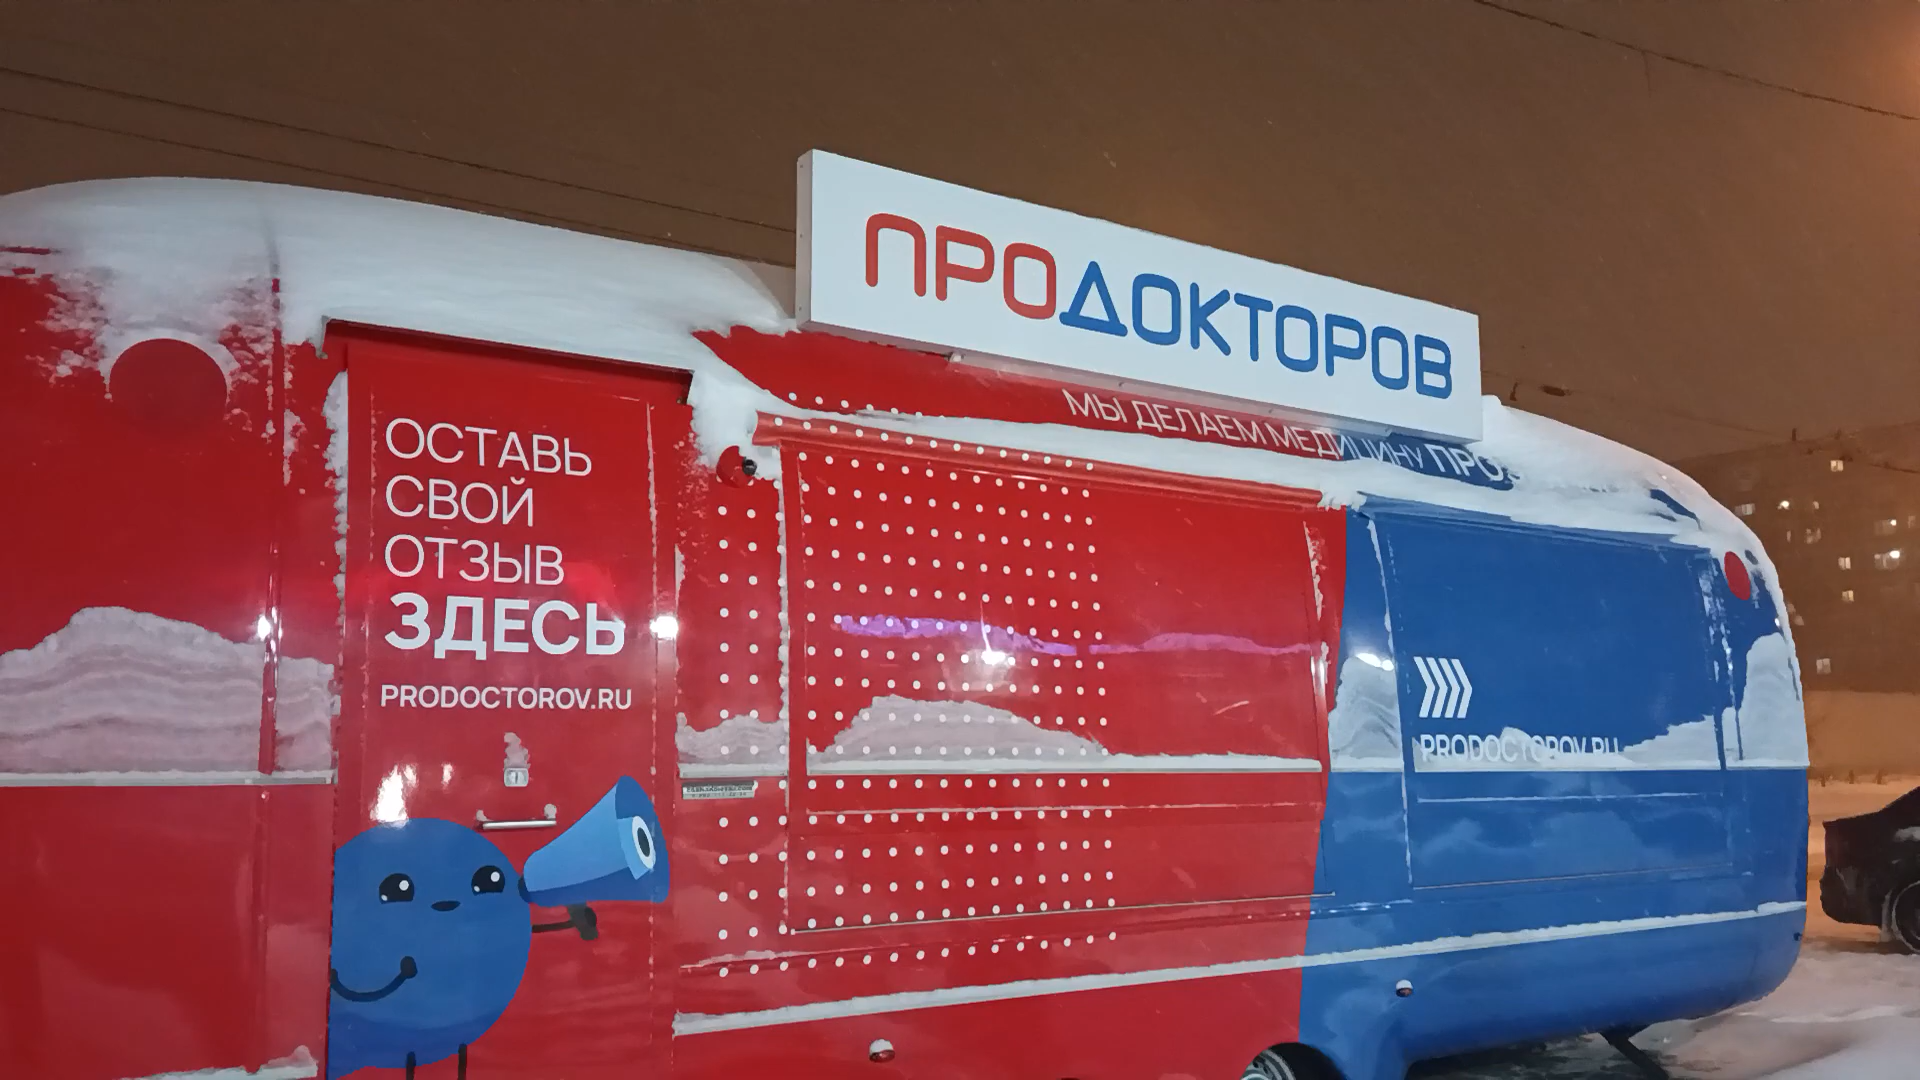 ПРОДОКТОРОВ
МЫ ДЕЛАЕМ МЕДИЦИНУ ПРО
ОСТАВЬ
СВОЙ
ОТЗЫВ
ЗДЕСЬ
PRODOCTOROV.RU
PRODOCTOROV.RU